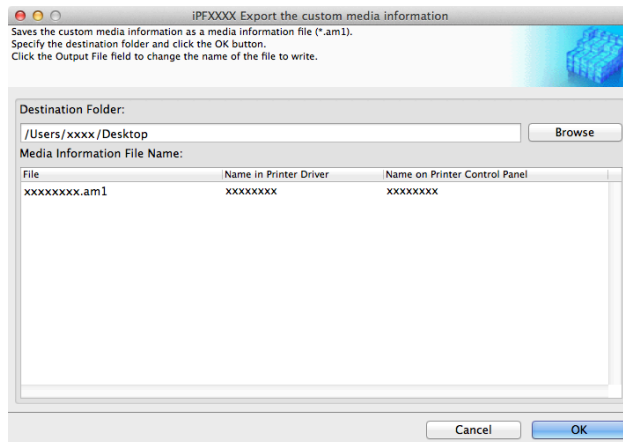 iPFXXXX Export the custom media information
Saves the custom media information as a media information file (*.am1).
Specify the destination folder and click the OK button.
Click the Output File field to change the name of the file to write.
Destination Folder:
/Users/xxxx/Desktop Browse
Media Information File Name:
File Name in Printer Driver Name on Printer Control Panel
xxxxxxxx.am1 xxxxxxxx xxxxxxxx
Cancel OK